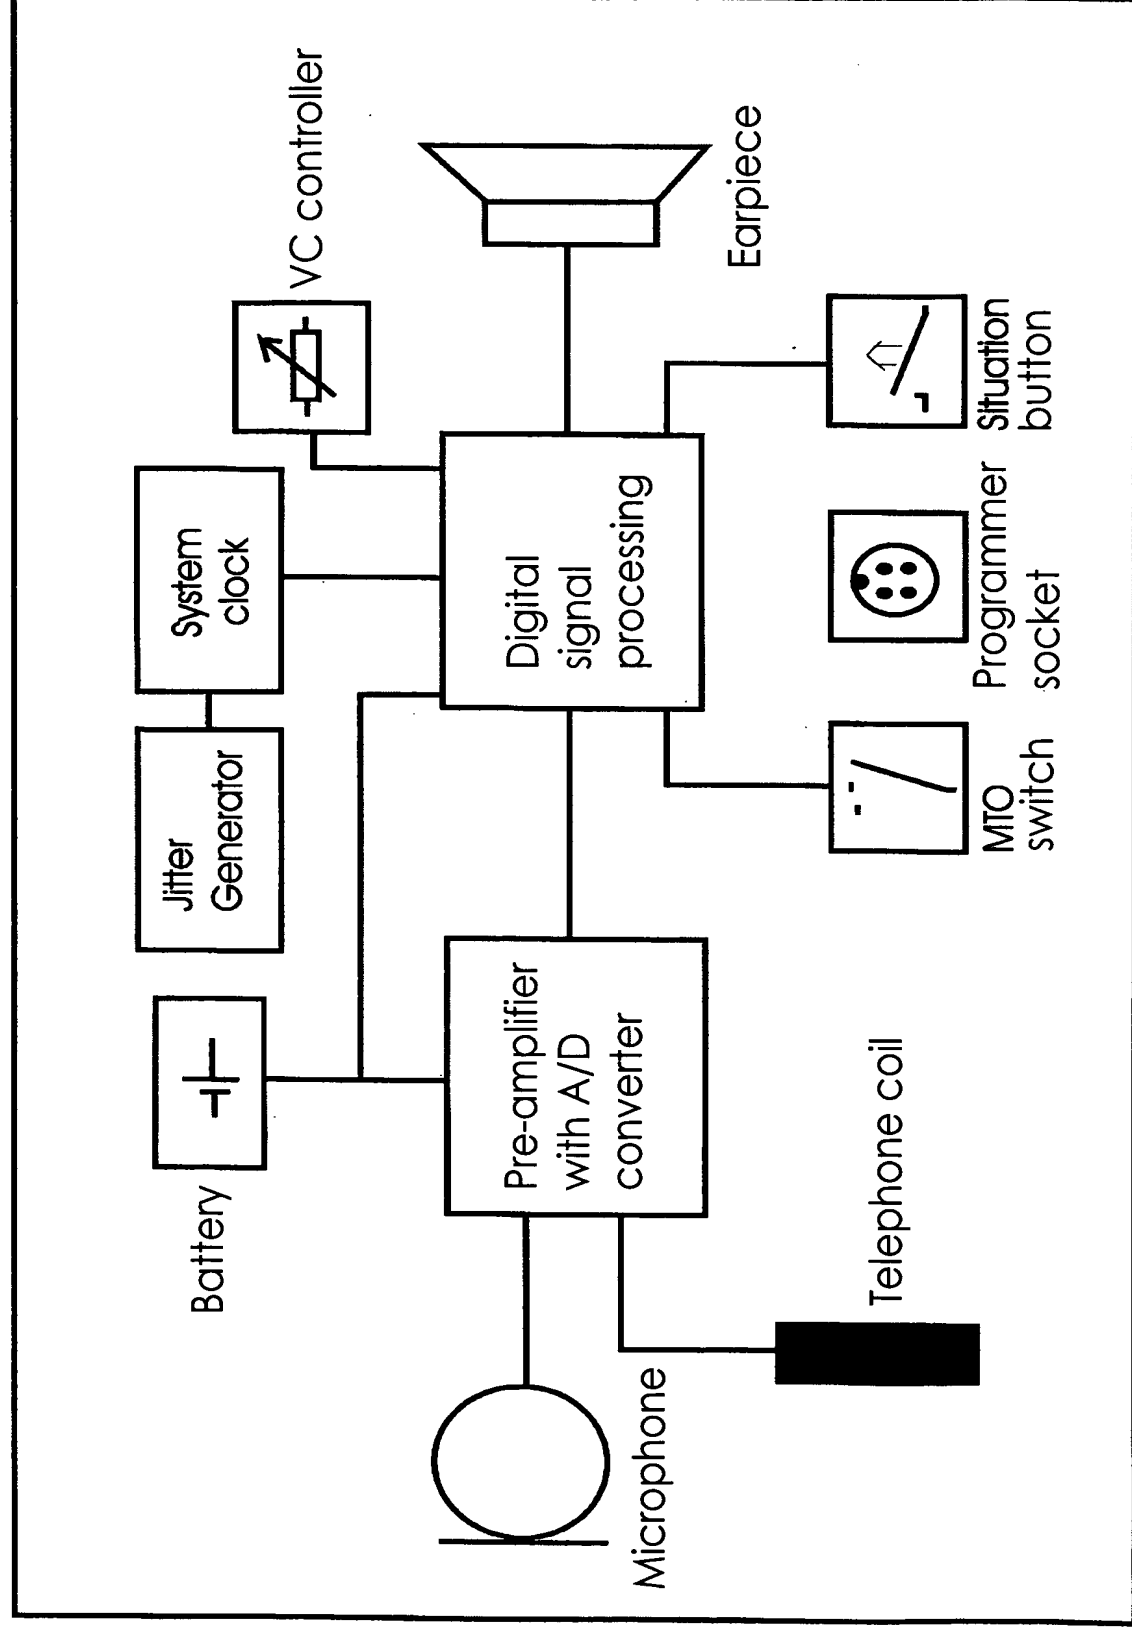 Battery
Jitter
Generator
System
clock
VC controller
Microphone
Pre-amplifier
with A/D
converter
Digital
signal
processing
Earpiece
Telephone coil
MTO
switch
Programmer
socket
Situation
button